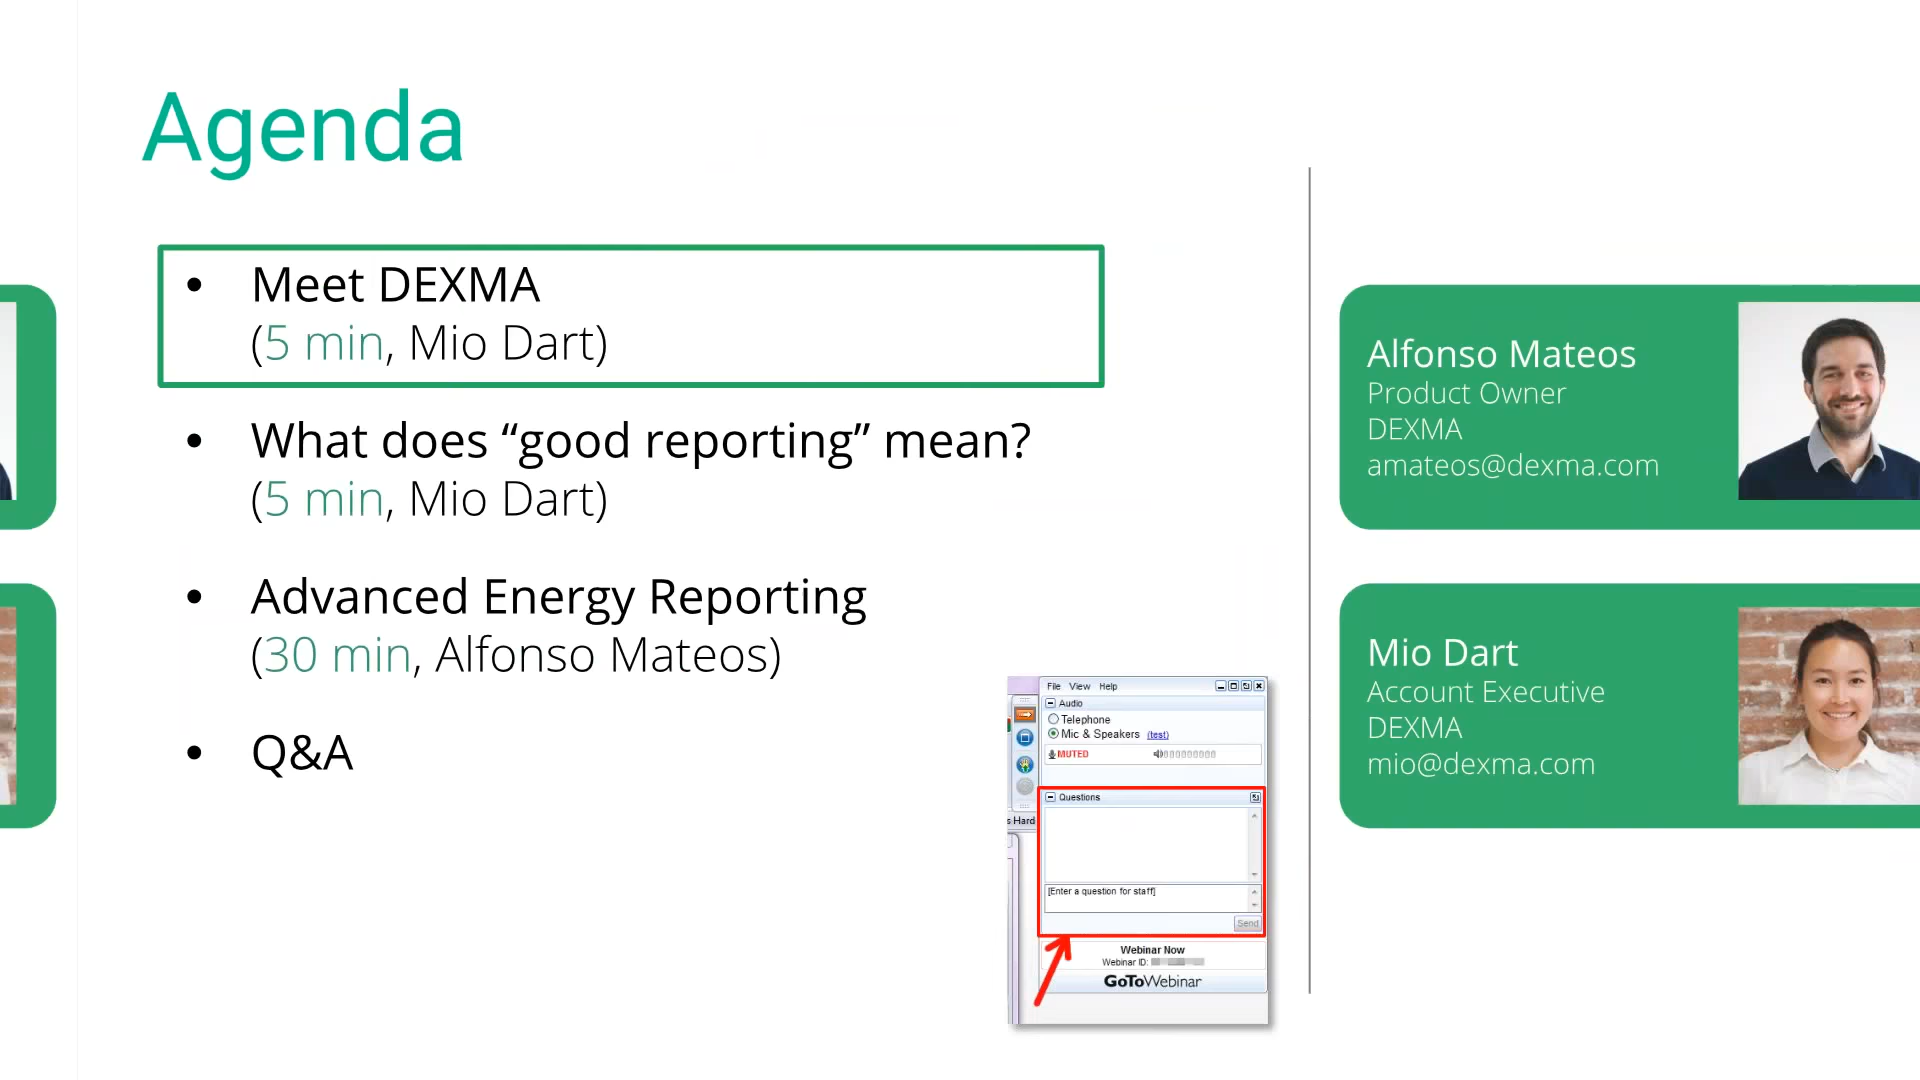 Agenda
• Meet DEXMA
(5 min, Mio Dart)
• What does “good reporting” mean?
(5 min, Mio Dart)
• Advanced Energy Reporting
(30 min, Alfonso Mateos)
• Q&A
File View Help
Audio
Telephone
Mic & Speakers (test)
MUTED
Questions
s Hard
[Enter a question for staff]
Send
Webinar Now
Webinar ID:
GoToWebinar
Alfonso Mateos
Product Owner
DEXMA
amateos@dexma.com
Mio Dart
Account Executive
DEXMA
mio@dexma.com